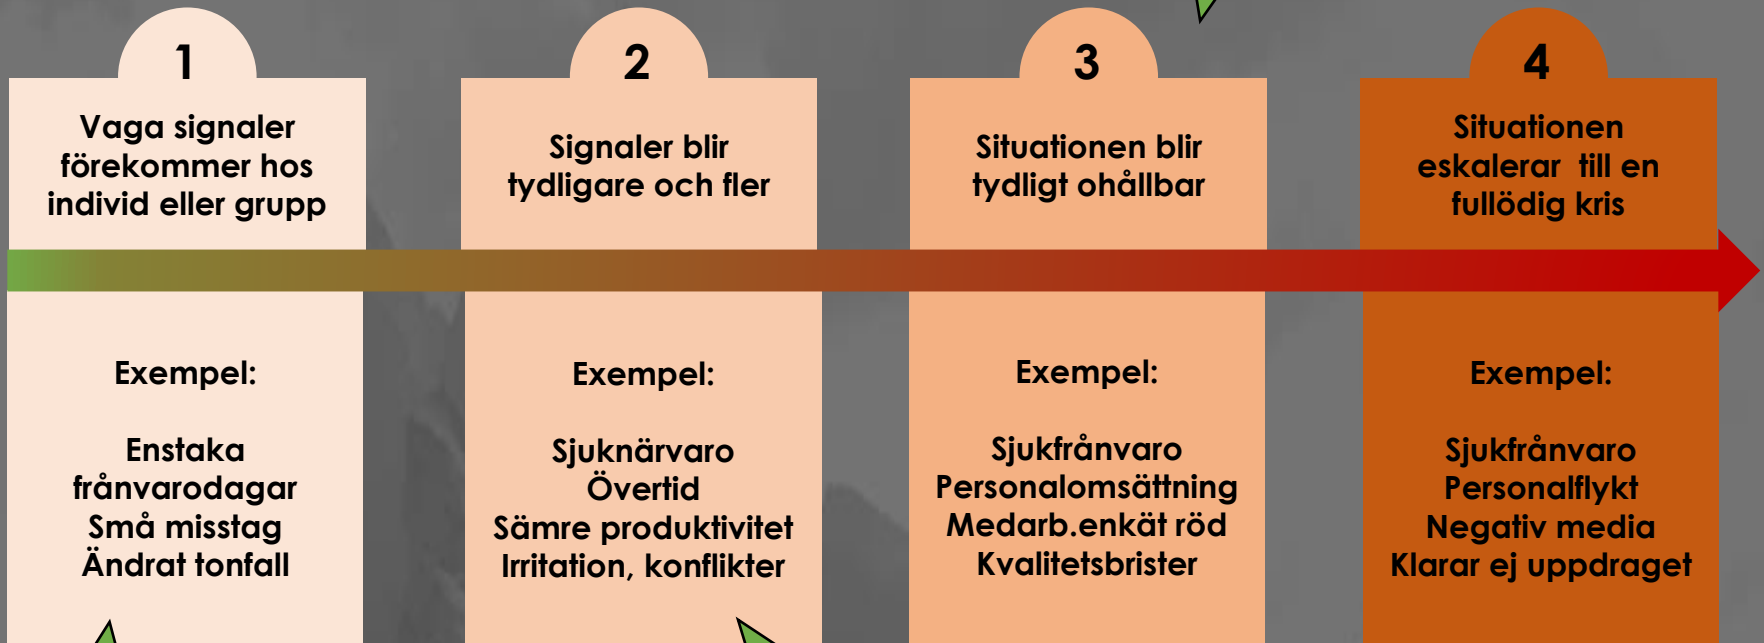 1
Vaga signaler
förekommer hos
individ eller grupp
Exempel:
Enstaka
frånvarodagar
Små misstag
Ändrat tonfall
2
Signaler blir
tydligare och fler
Exempel:
Sjuknärvaro
Övertid
Sämre produktivitet
Irritation, konflikter
3
Situationen blir
tydligt ohållbar
Exempel:
Sjukfrånvaro
Personalomsättning
Medarb.enkät röd
Kvalitetsbrister
4
Situationen
eskalerar till en
fullödig kris
Exempel:
Sjukfrånvaro
Personalflykt
Negativ media
Klarar ej uppdraget